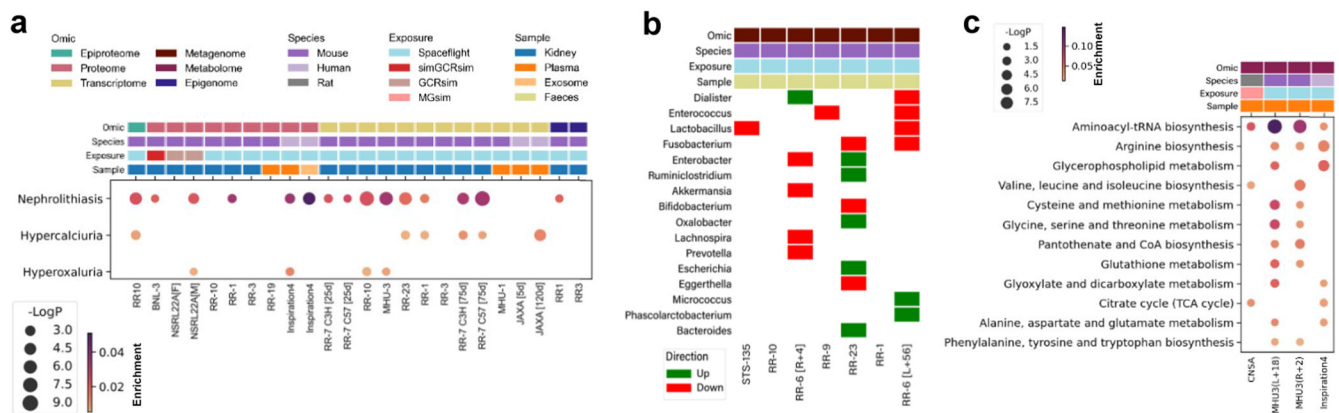 a
Omic
Epiproteome
Proteome
Transcriptome
Metagenome
Metabolome
Epigenome
Species
Mouse
Human
Rat
Exposure
Spaceflight
simGCRsim
GCRsim
MGsim
Sample
Kidney
Plasma
Exosome
Faeces
Omic
Species
Exposure
Sample
Nephrolithiasis
Hypercalciuria
Hyperoxaluria
RR10
BNL-3
NSRL22A[F]
NSRL22A[M]
RR-10
RR-1
RR-3
RR-19
Inspiration4
Inspiration4
RR-7 C3H [25d]
RR-7 C57 [25d]
RR-10
MHU-3
RR-23
RR-1
RR-3
RR-7 C3H [75d]
RR-7 C57 [75d]
MHU-1
JAXA [5d]
JAXA [120d]
RR1
RR3
-LogP
3.0
4.5
6.0
7.5
9.0
0.04
0.02
Enrichment
b
Omic
Species
Exposure
Sample
Dialister
Enterococcus
Lactobacillus
Fusobacterium
Enterobacter
Ruminiclostridium
Akkermansia
Bifidobacterium
Oxalobacter
Lachnospira
Prevotella
Escherichia
Eggerthella
Micrococcus
Phascolarctobacterium
Bacteroides
STS-135
RR-10
RR-6 [R+4]
RR-9
RR-23
RR-1
RR-6 [L+56]
Direction
Up
Down
c
-LogP
1.5
3.0
4.5
6.0
7.5
0.10
0.05
Enrichment
Omic
Species
Exposure
Sample
Aminoacyl-tRNA biosynthesis
Arginine biosynthesis
Glycerophospholipid metabolism
Valine, leucine and isoleucine biosynthesis
Cysteine and methionine metabolism
Glycine, serine and threonine metabolism
Pantothenate and CoA biosynthesis
Glutathione metabolism
Glyoxylate and dicarboxylate metabolism
Citrate cycle (TCA cycle)
Alanine, aspartate and glutamate metabolism
Phenylalanine, tyrosine and tryptophan biosynthesis
CNSA
MHU3(L+18)
MHU3(R+2)
Inspiration4